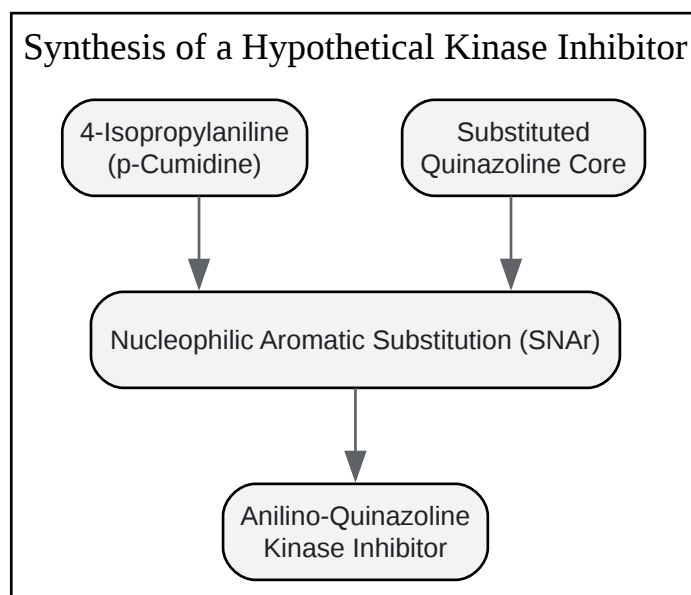 Synthesis of a Hypothetical Kinase Inhibitor
4-Isopropylaniline
(p-Cumidine)
Substituted
Quinazoline Core
Nucleophilic Aromatic Substitution (SNAr)
Anilino-Quinazoline
Kinase Inhibitor